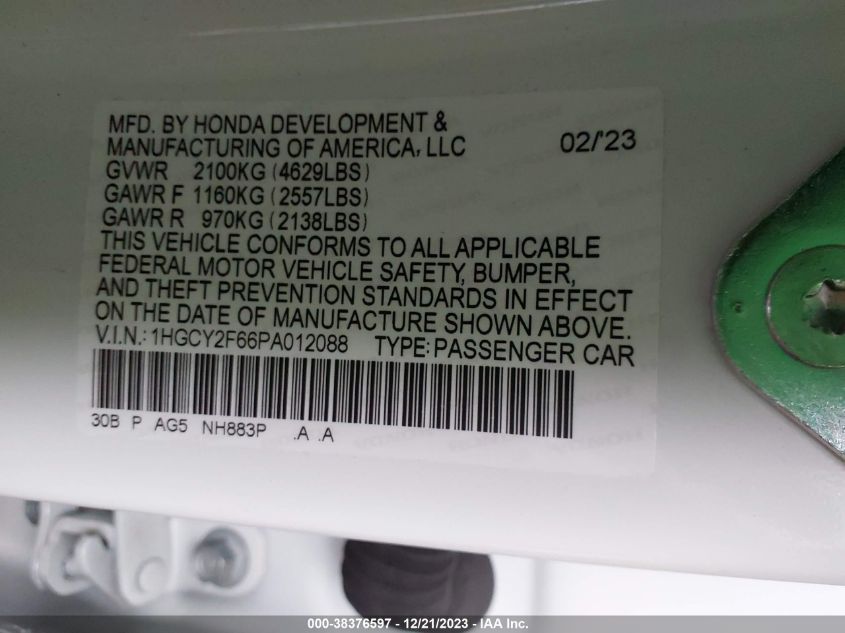 MFD. BY HONDA DEVELOPMENT &
MANUFACTURING OF AMERICA, LLC 02/'23
GVWR 2100KG (4629LBS)
GAWR F 1160KG (2557LBS)
GAWR R 970KG (2138LBS)
THIS VEHICLE CONFORMS TO ALL APPLICABLE
FEDERAL MOTOR VEHICLE SAFETY, BUMPER,
AND THEFT PREVENTION STANDARDS IN EFFECT
ON THE DATE OF MANUFACTURE SHOWN ABOVE.
V.I.N.: 1HGCY2F66PA012088 TYPE: PASSENGER CAR
30B P AG5 NH883P .A .A
000-38376597 - 12/21/2023 - IAA Inc.